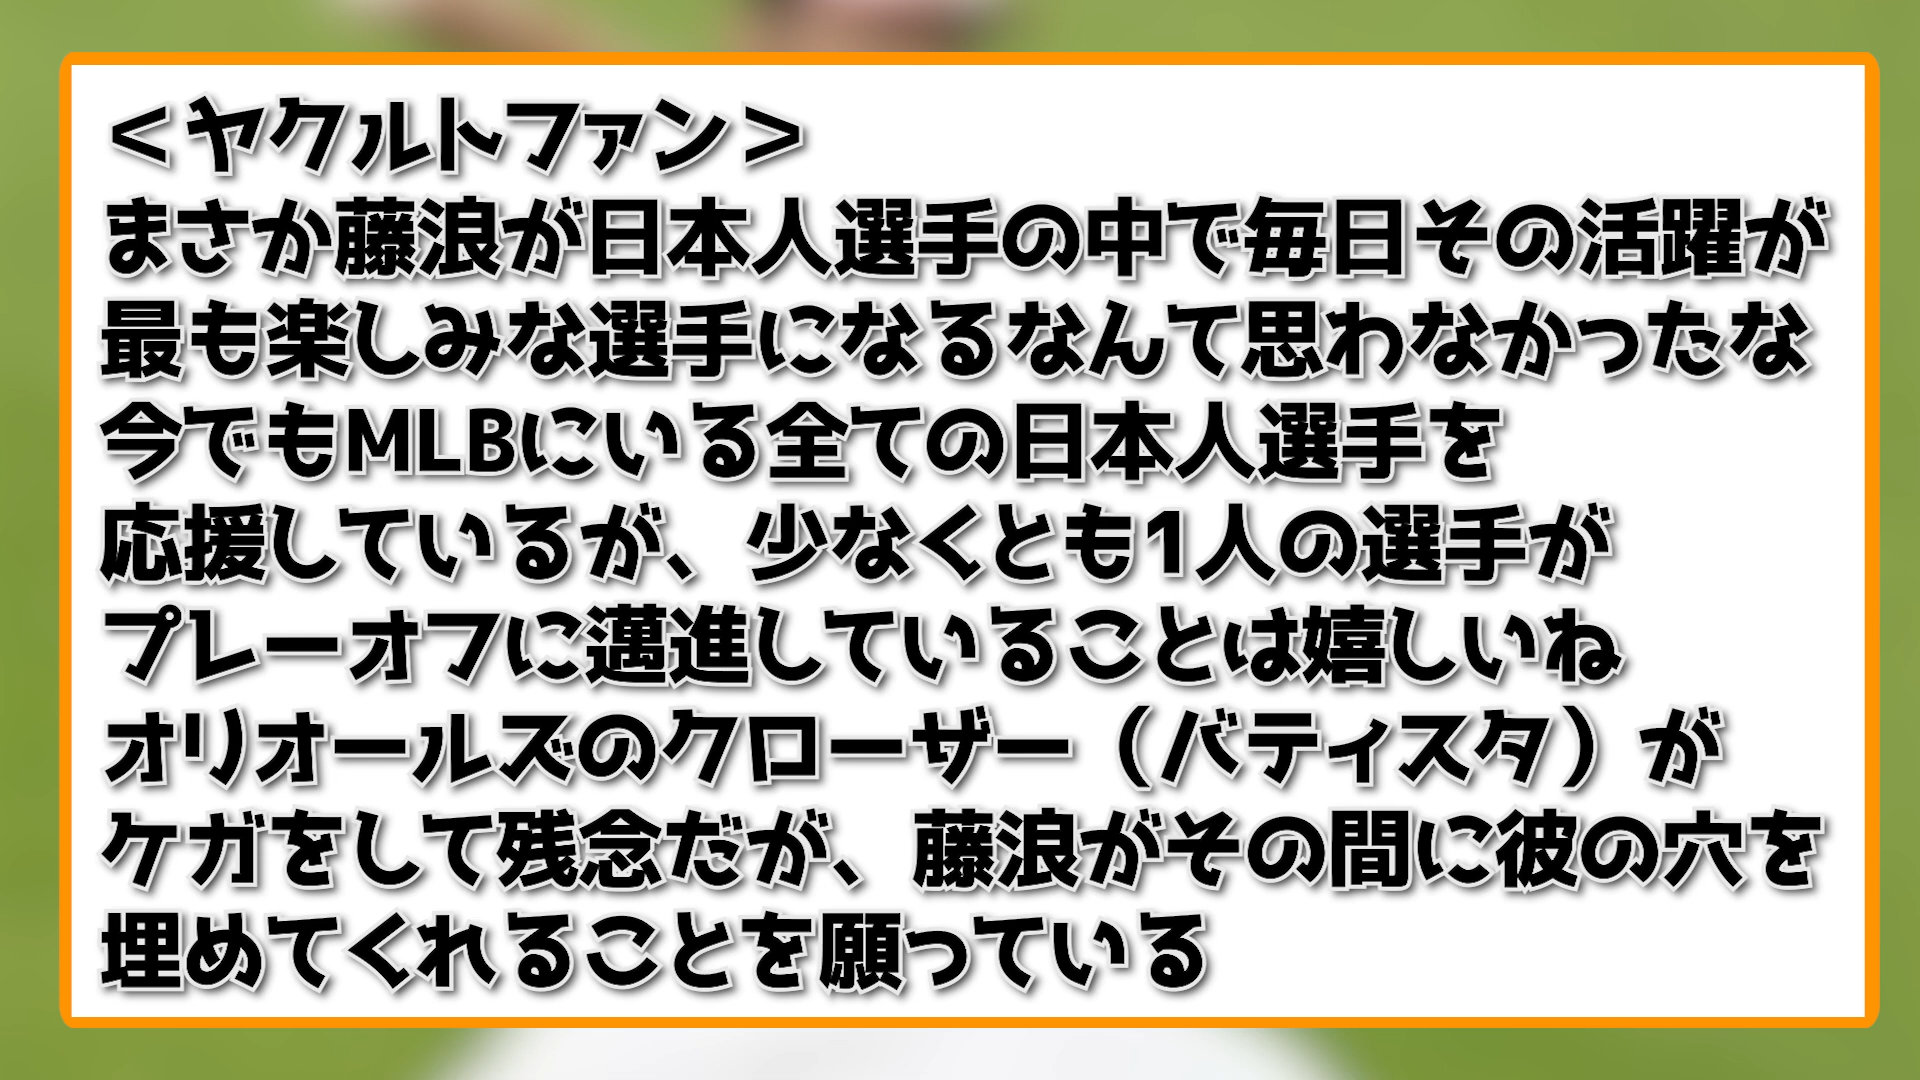 ＜ヤクルトファン＞
まさか藤浪が日本人選手の中で毎日その活躍が
最も楽しみな選手になるなんて思わなかったな
今でもMLBにいる全ての日本人選手を
応援しているが、少なくとも1人の選手が
プレーオフに邁進していることは嬉しいね
オリオールズのクローザー（バティスタ）が
ケガをして残念だが、藤浪がその間に彼の穴を
埋めてくれることを願っている